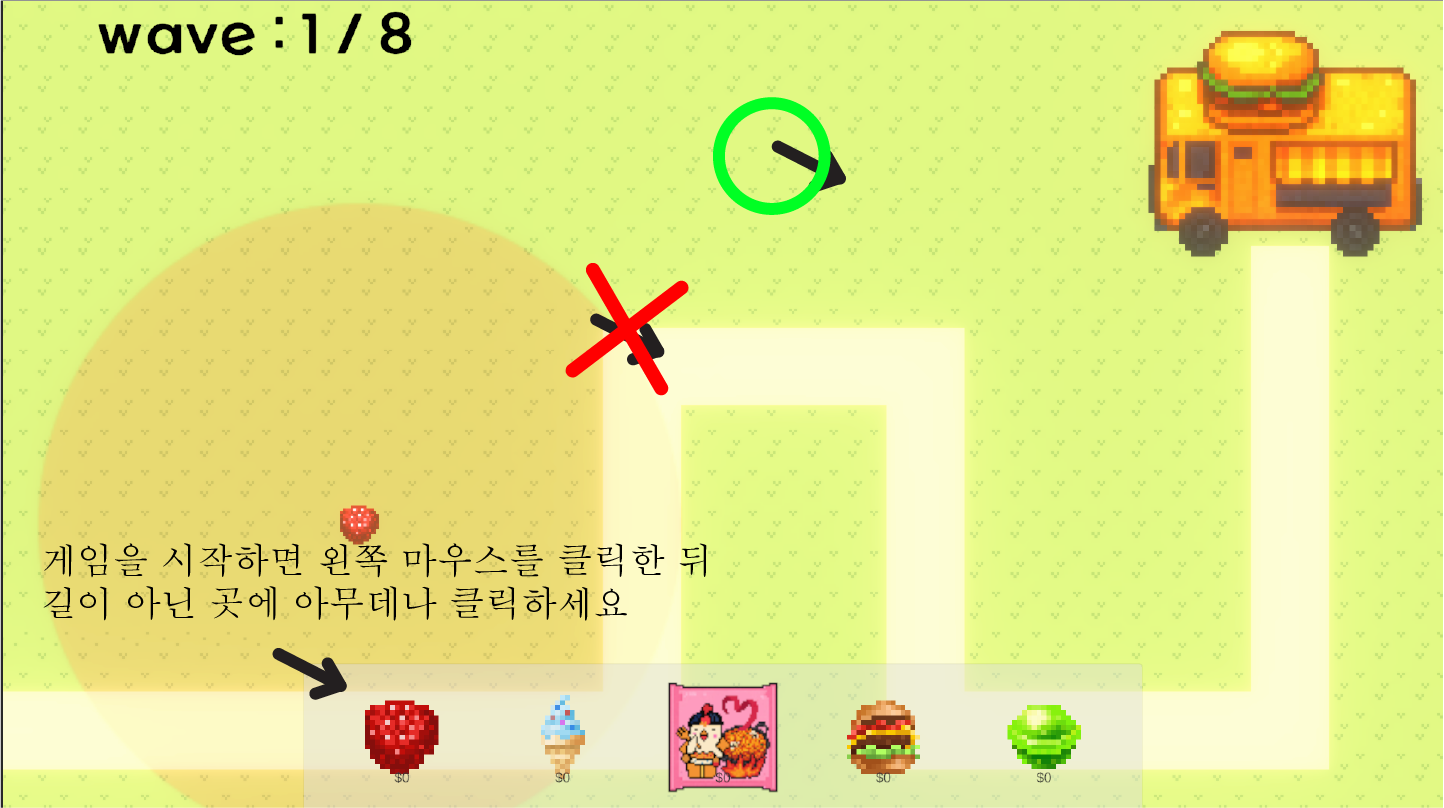 wave : 1 / 8
게임을 시작하면 왼쪽 마우스를 클릭한 뒤
길이 아닌 곳에 아무데나 클릭하세요
$0 $0 $0 $0 $0